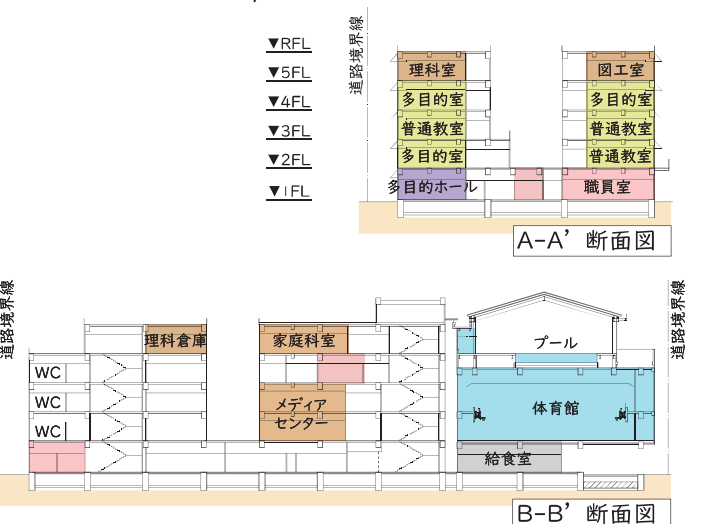 ▼RFL
▼5FL
▼4FL
▼3FL
▼2FL
▼1FL
道路境界線
理科室
図工室
多目的室
多目的室
普通教室
普通教室
多目的室
普通教室
多目的ホール
職員室
A-A’ 断面図
道路境界線
道路境界線
理科倉庫
家庭科室
プール
WC
WC
メディア
センター
体育館
WC
給食室
B-B’ 断面図